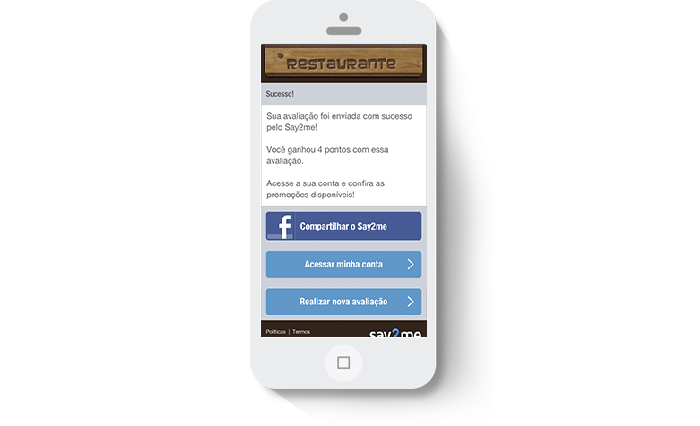 RESTAURANTE
Sucesso!
Sua avaliação foi enviada com sucesso
pelo Say2me!
Você ganhou 4 pontos com essa
avaliação.
Acesse a sua conta e confira as
promoções disponíveis!
f Compartilhar o Say2me
Acessar minha conta
Realizar nova avaliação
Políticas | Termos
say2me